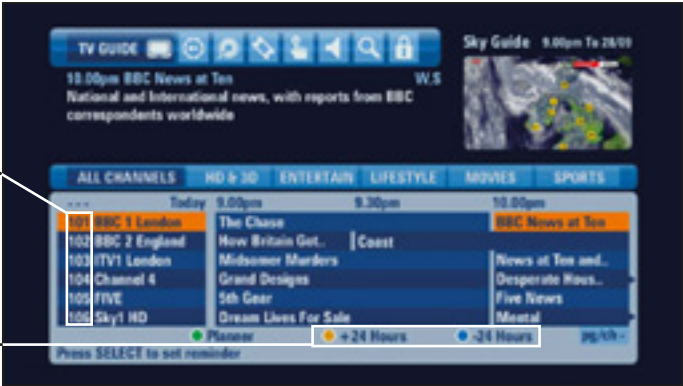 TV GUIDE
Sky Guide 9.00pm Tu 28/09
10.00pm BBC News at Ten W.S
National and International news, with reports from BBC
correspondents worldwide
ALL CHANNELS HD & 3D ENTERTAIN LIFESTYLE MOVIES SPORTS
--- Today 9.00pm 9.30pm 10.00pm
101 BBC 1 London The Chase BBC News at Ten
102 BBC 2 England How Britain Got.. Coast
103 ITV1 London Midsomer Murders News at Ten and..
104 Channel 4 Grand Designs Desperate Hous..
105 FIVE 5th Gear Five News
106 Sky1 HD Dream Lives For Sale Mental
Planner +24 Hours -24 Hours pg/ch -
Press SELECT to set reminder